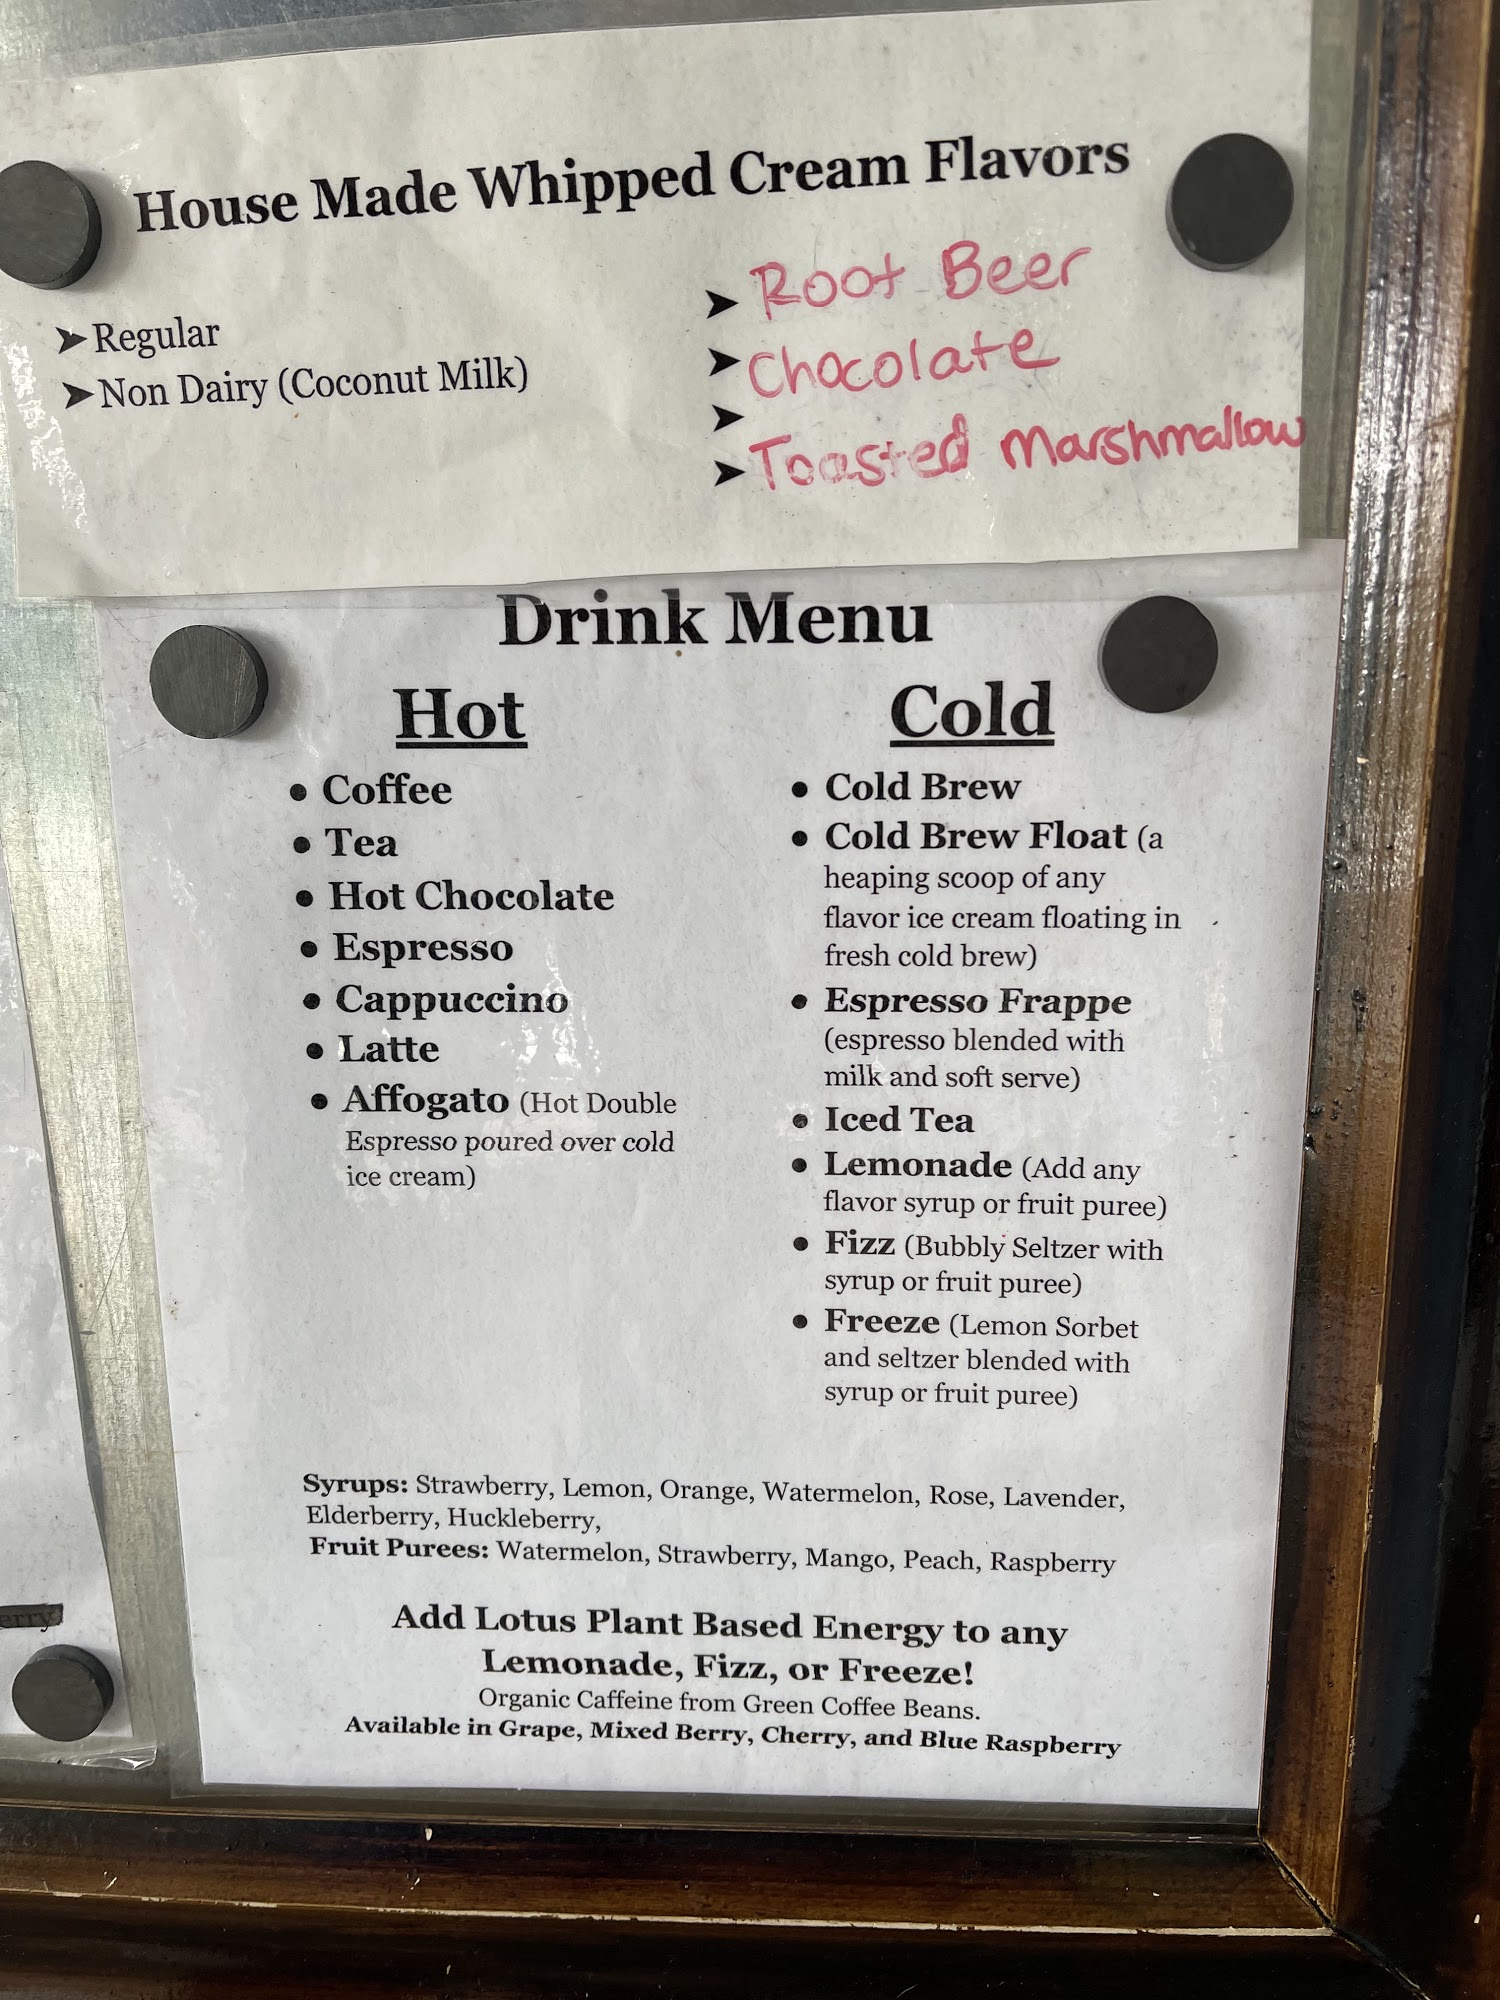 House Made Whipped Cream Flavors
➤ Regular
➤ Non Dairy (Coconut Milk)
➤ Root Beer
➤ Chocolate
➤
➤ Toasted Marshmallow
Drink Menu
Hot
• Coffee
• Tea
• Hot Chocolate
• Espresso
• Cappuccino
• Latte
• Affogato (Hot Double
Espresso poured over cold
ice cream)
Cold
• Cold Brew
• Cold Brew Float (a
heaping scoop of any
flavor ice cream floating in
fresh cold brew)
• Espresso Frappe
(espresso blended with
milk and soft serve)
• Iced Tea
• Lemonade (Add any
flavor syrup or fruit puree)
• Fizz (Bubbly Seltzer with
syrup or fruit puree)
• Freeze (Lemon Sorbet
and seltzer blended with
syrup or fruit puree)
Syrups: Strawberry, Lemon, Orange, Watermelon, Rose, Lavender,
Elderberry, Huckleberry,
Fruit Purees: Watermelon, Strawberry, Mango, Peach, Raspberry
Add Lotus Plant Based Energy to any
Lemonade, Fizz, or Freeze!
Organic Caffeine from Green Coffee Beans.
Available in Grape, Mixed Berry, Cherry, and Blue Raspberry